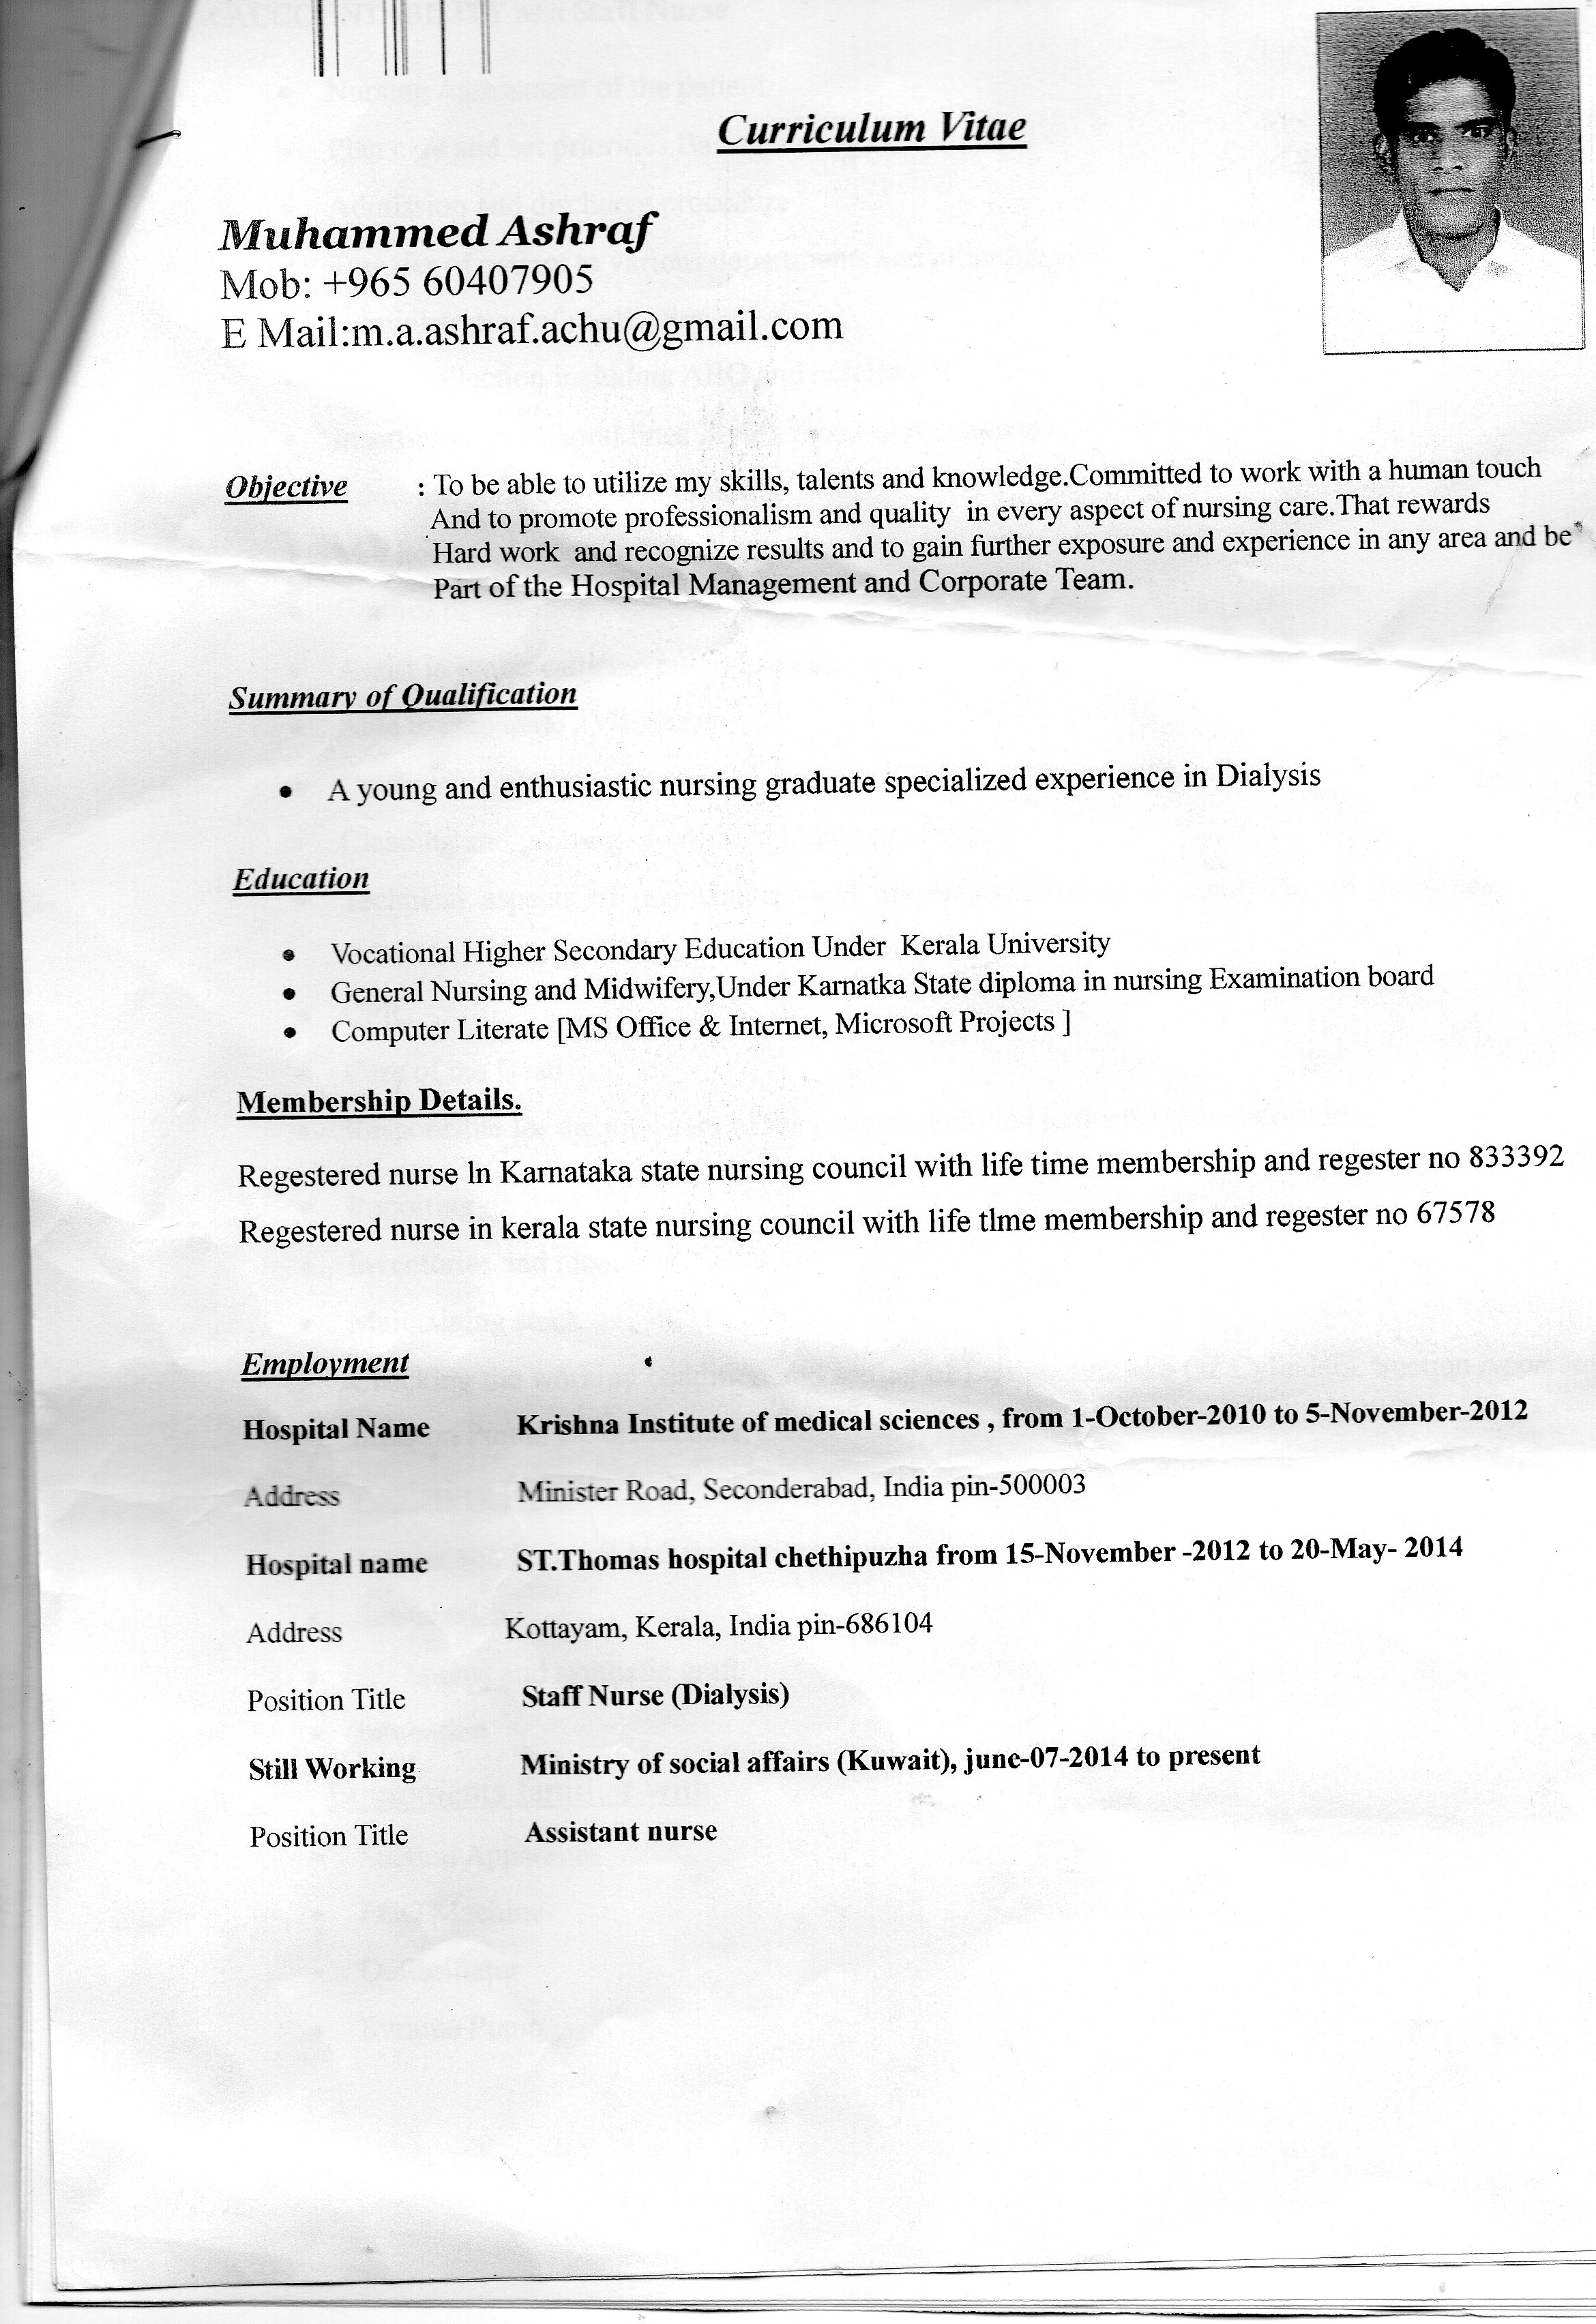 Curriculum Vitae
Muhammed Ashraf
Mob: +965 60407905
E Mail:m.a.ashraf.achu@gmail.com
Objective : To be able to utilize my skills, talents and knowledge.Committed to work with a human touch
And to promote professionalism and quality in every aspect of nursing care.That rewards
Hard work and recognize results and to gain further exposure and experience in any area and be
Part of the Hospital Management and Corporate Team.
Summary of Qualification
• A young and enthusiastic nursing graduate specialized experience in Dialysis
Education
• Vocational Higher Secondary Education Under Kerala University
• General Nursing and Midwifery,Under Karnatka State diploma in nursing Examination board
• Computer Literate [MS Office & Internet, Microsoft Projects ]
Membership Details.
Regestered nurse ln Karnataka state nursing council with life time membership and regester no 833392
Regestered nurse in kerala state nursing council with life tlme membership and regester no 67578
Employment
Hospital Name Krishna Institute of medical sciences , from 1-October-2010 to 5-November-2012
Address Minister Road, Seconderabad, India pin-500003
Hospital name ST.Thomas hospital chethipuzha from 15-November -2012 to 20-May- 2014
Address Kottayam, Kerala, India pin-686104
Position Title Staff Nurse (Dialysis)
Still Working Ministry of social affairs (Kuwait), june-07-2014 to present
Position Title Assistant nurse